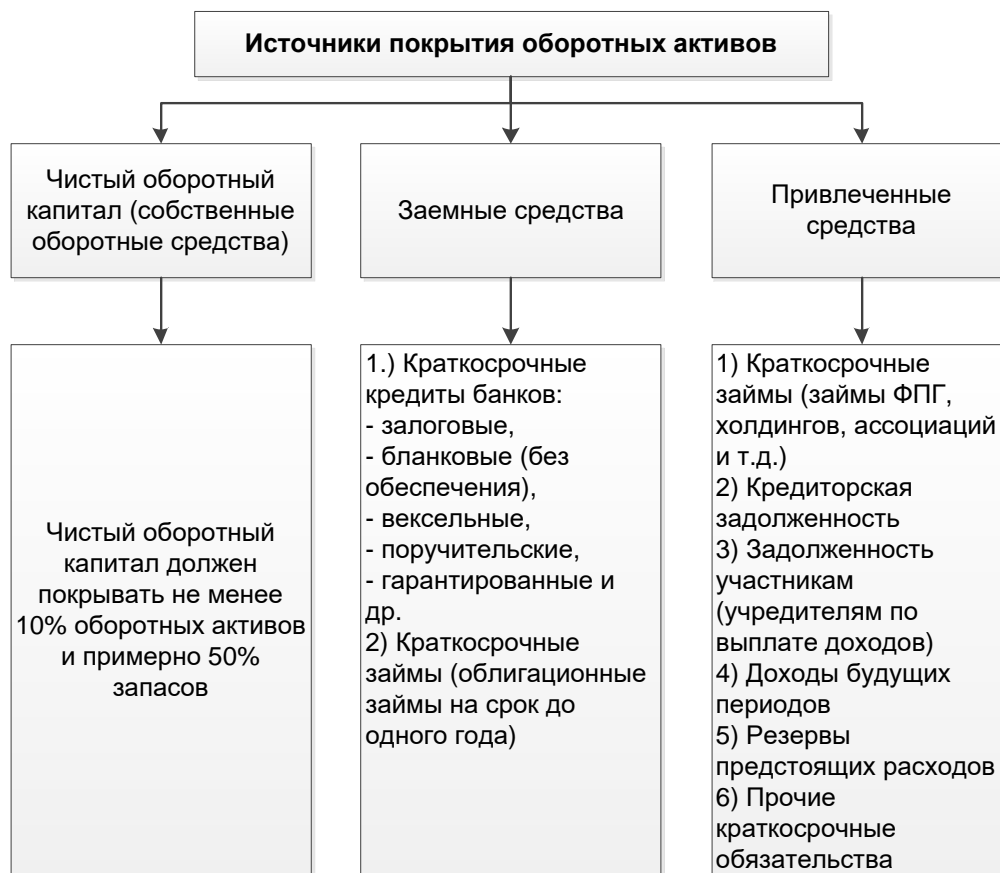 Источники покрытия оборотных активов
Чистый оборотный
капитал (собственные
оборотные средства)
Заемные средства
Привлеченные
средства
Чистый оборотный
капитал должен
покрывать не менее
10% оборотных активов
и примерно 50%
запасов
1.) Краткосрочные
кредиты банков:
- залоговые,
- бланковые (без
обеспечения),
- вексельные,
- поручительские,
- гарантированные и
др.
2) Краткосрочные
займы (облигационные
займы на срок до
одного года)
1) Краткосрочные
займы (займы ФПГ,
холдингов, ассоциаций
и т.д.)
2) Кредиторская
задолженность
3) Задолженность
участникам
(учредителям по
выплате доходов)
4) Доходы будущих
периодов
5) Резервы
предстоящих расходов
6) Прочие
краткосрочные
обязательства